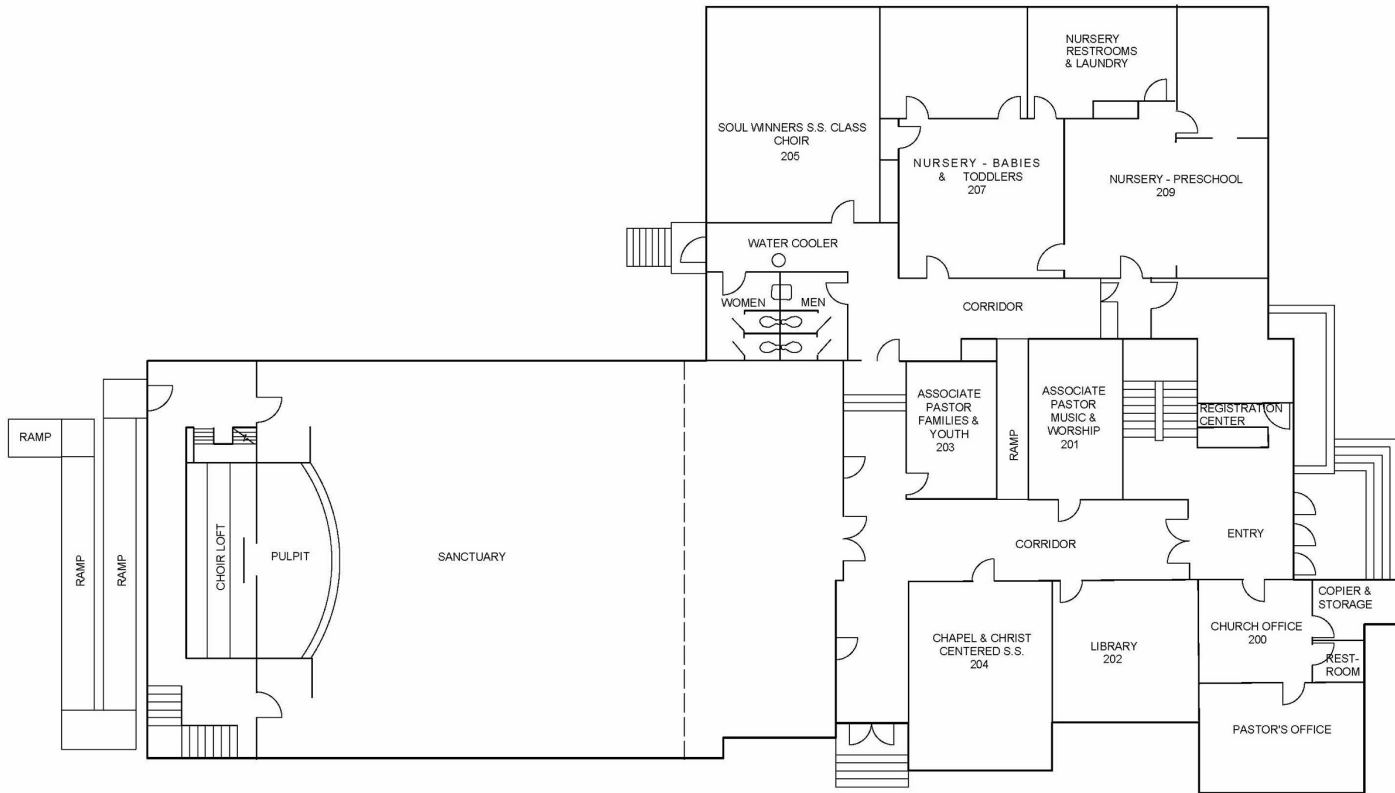 NURSERY
RESTROOMS
& LAUNDRY
SOUL WINNERS S.S. CLASS
CHOIR
205
NURSERY - BABIES
& TODDLERS
207
NURSERY - PRESCHOOL
209
WATER COOLER
WOMEN
MEN
CORRIDOR
ASSOCIATE
PASTOR
FAMILIES &
YOUTH
203
RAMP
ASSOCIATE
PASTOR
MUSIC &
WORSHIP
201
REGISTRATION
CENTER
RAMP
RAMP
RAMP
CHOIR LOFT
PULPIT
SANCTUARY
CORRIDOR
ENTRY
COPIER &
STORAGE
CHURCH OFFICE
200
REST-
ROOM
CHAPEL & CHRIST
CENTERED S.S.
204
LIBRARY
202
PASTOR'S OFFICE